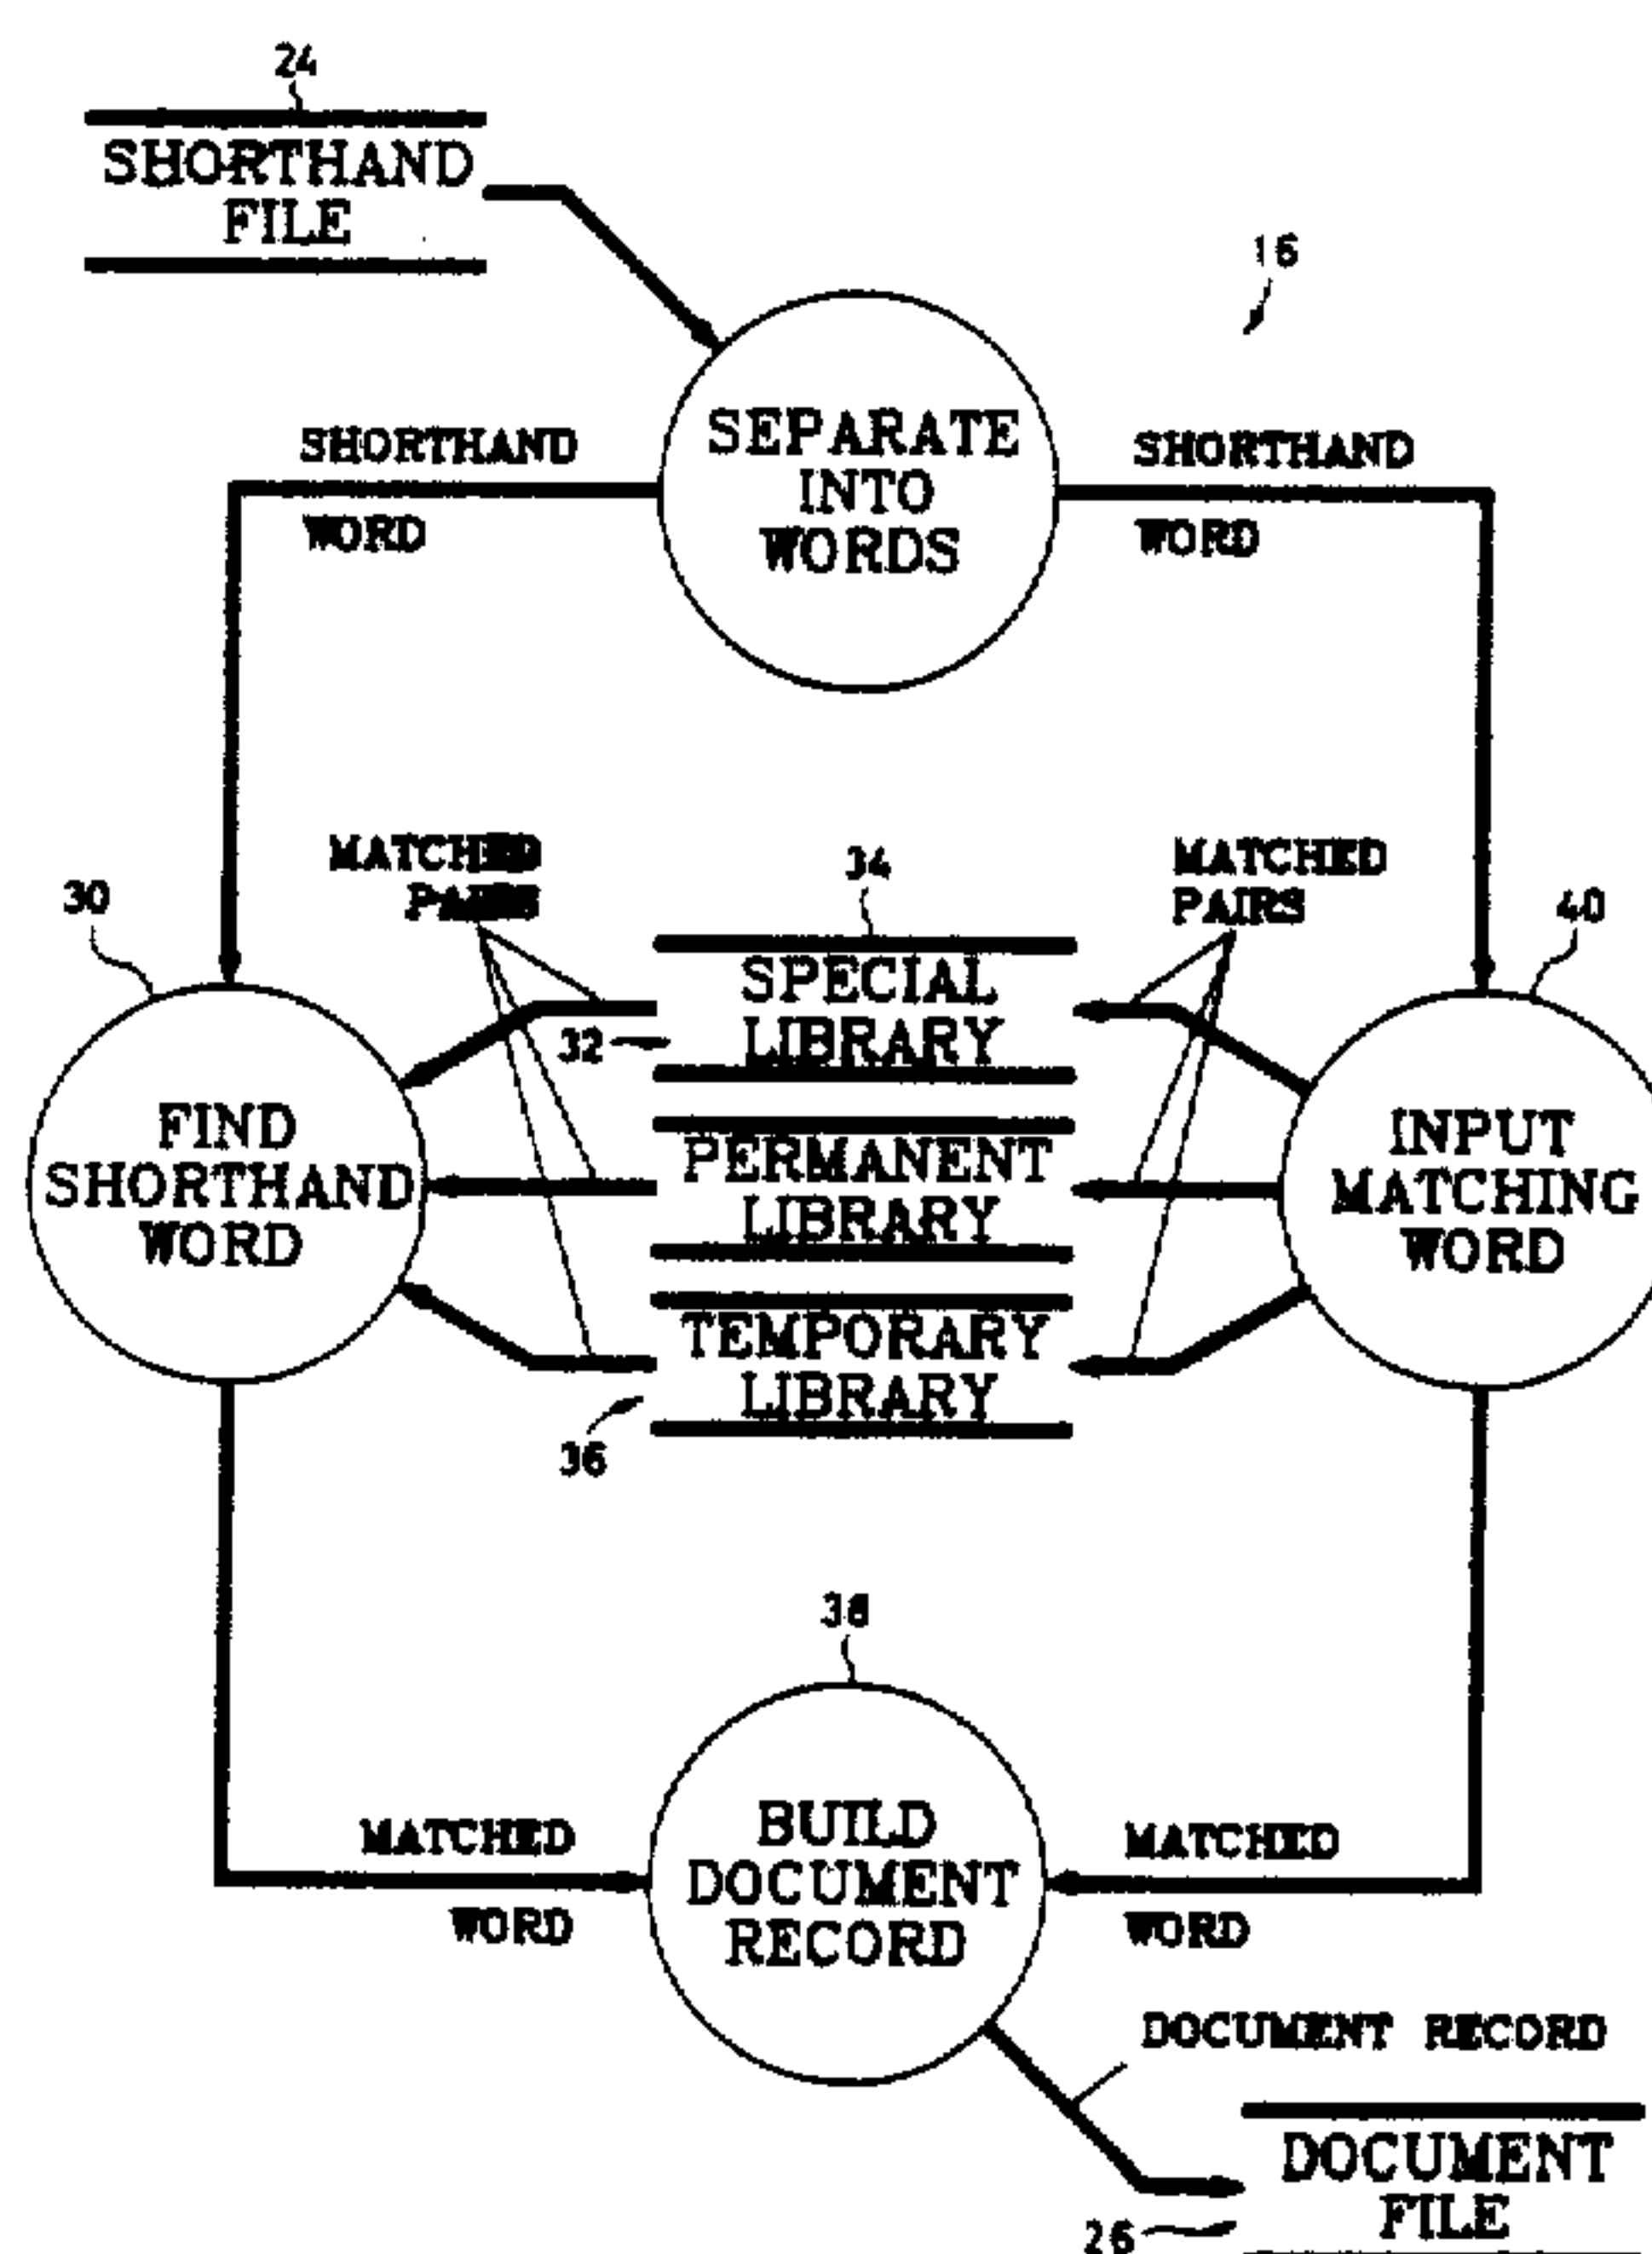 24
SHORTHAND
FILE
16
SEPARATE
INTO
WORDS
SHORTHAND
WORD
SHORTHAND
WORD
MATCHED
PAIRS
34
MATCHED
PAIRS
30
40
SPECIAL
LIBRARY
32
PERMANENT
LIBRARY
FIND
SHORTHAND
WORD
INPUT
MATCHING
WORD
TEMPORARY
LIBRARY
36
38
BUILD
DOCUMENT
RECORD
MATCHED
WORD
MATCHED
WORD
DOCUMENT RECORD
DOCUMENT
FILE
26